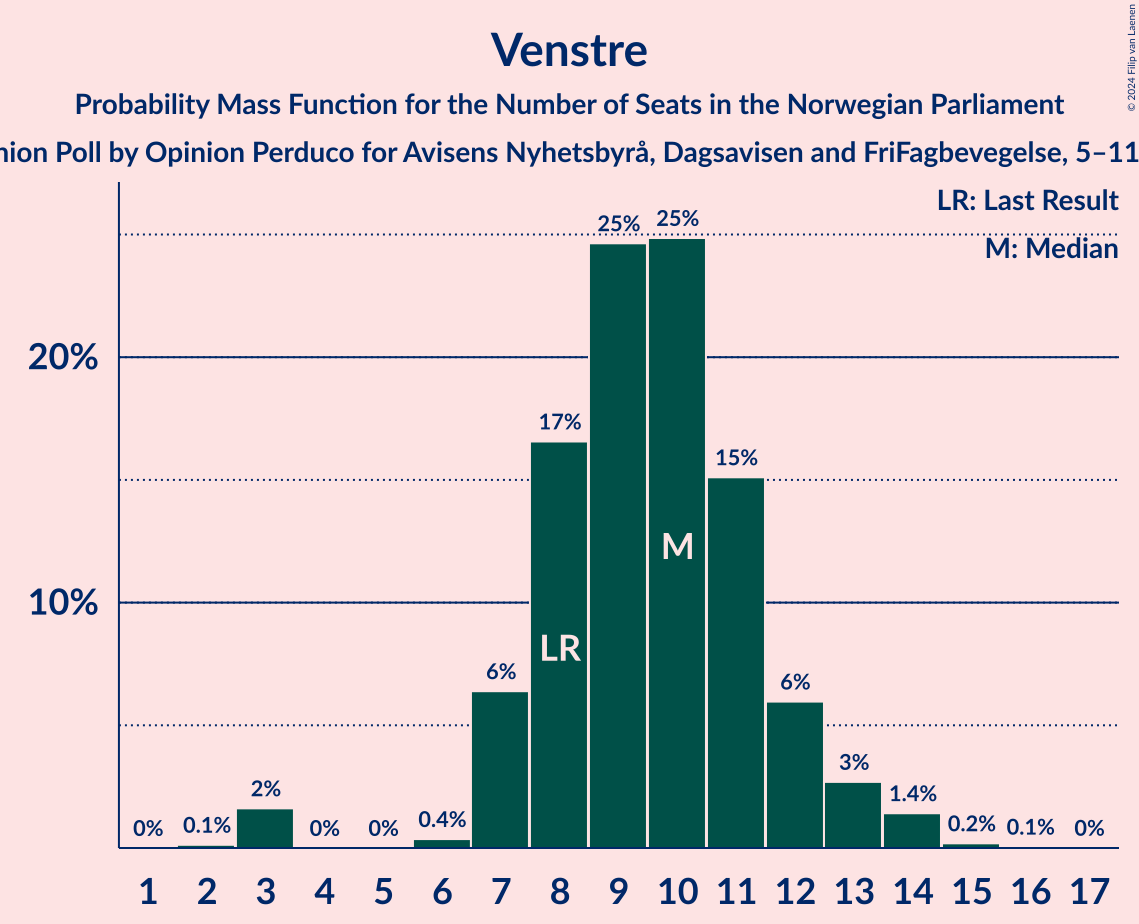 Venstre
Probability Mass Function for the Number of Seats in the Norwegian Parliament
Poll by Opinion Perduco for Avisens Nyhetsbyrå, Dagsavisen and FriFagbevegelse, 5–11
© 2024 Filip van Laenen
LR: Last Result
M: Median
20%
10%
0% 0.1% 2% 0% 0% 0.4% 6% 17% 25% 25% 15% 6% 3% 1.4% 0.2% 0.1% 0%
LR
M
1 2 3 4 5 6 7 8 9 10 11 12 13 14 15 16 17